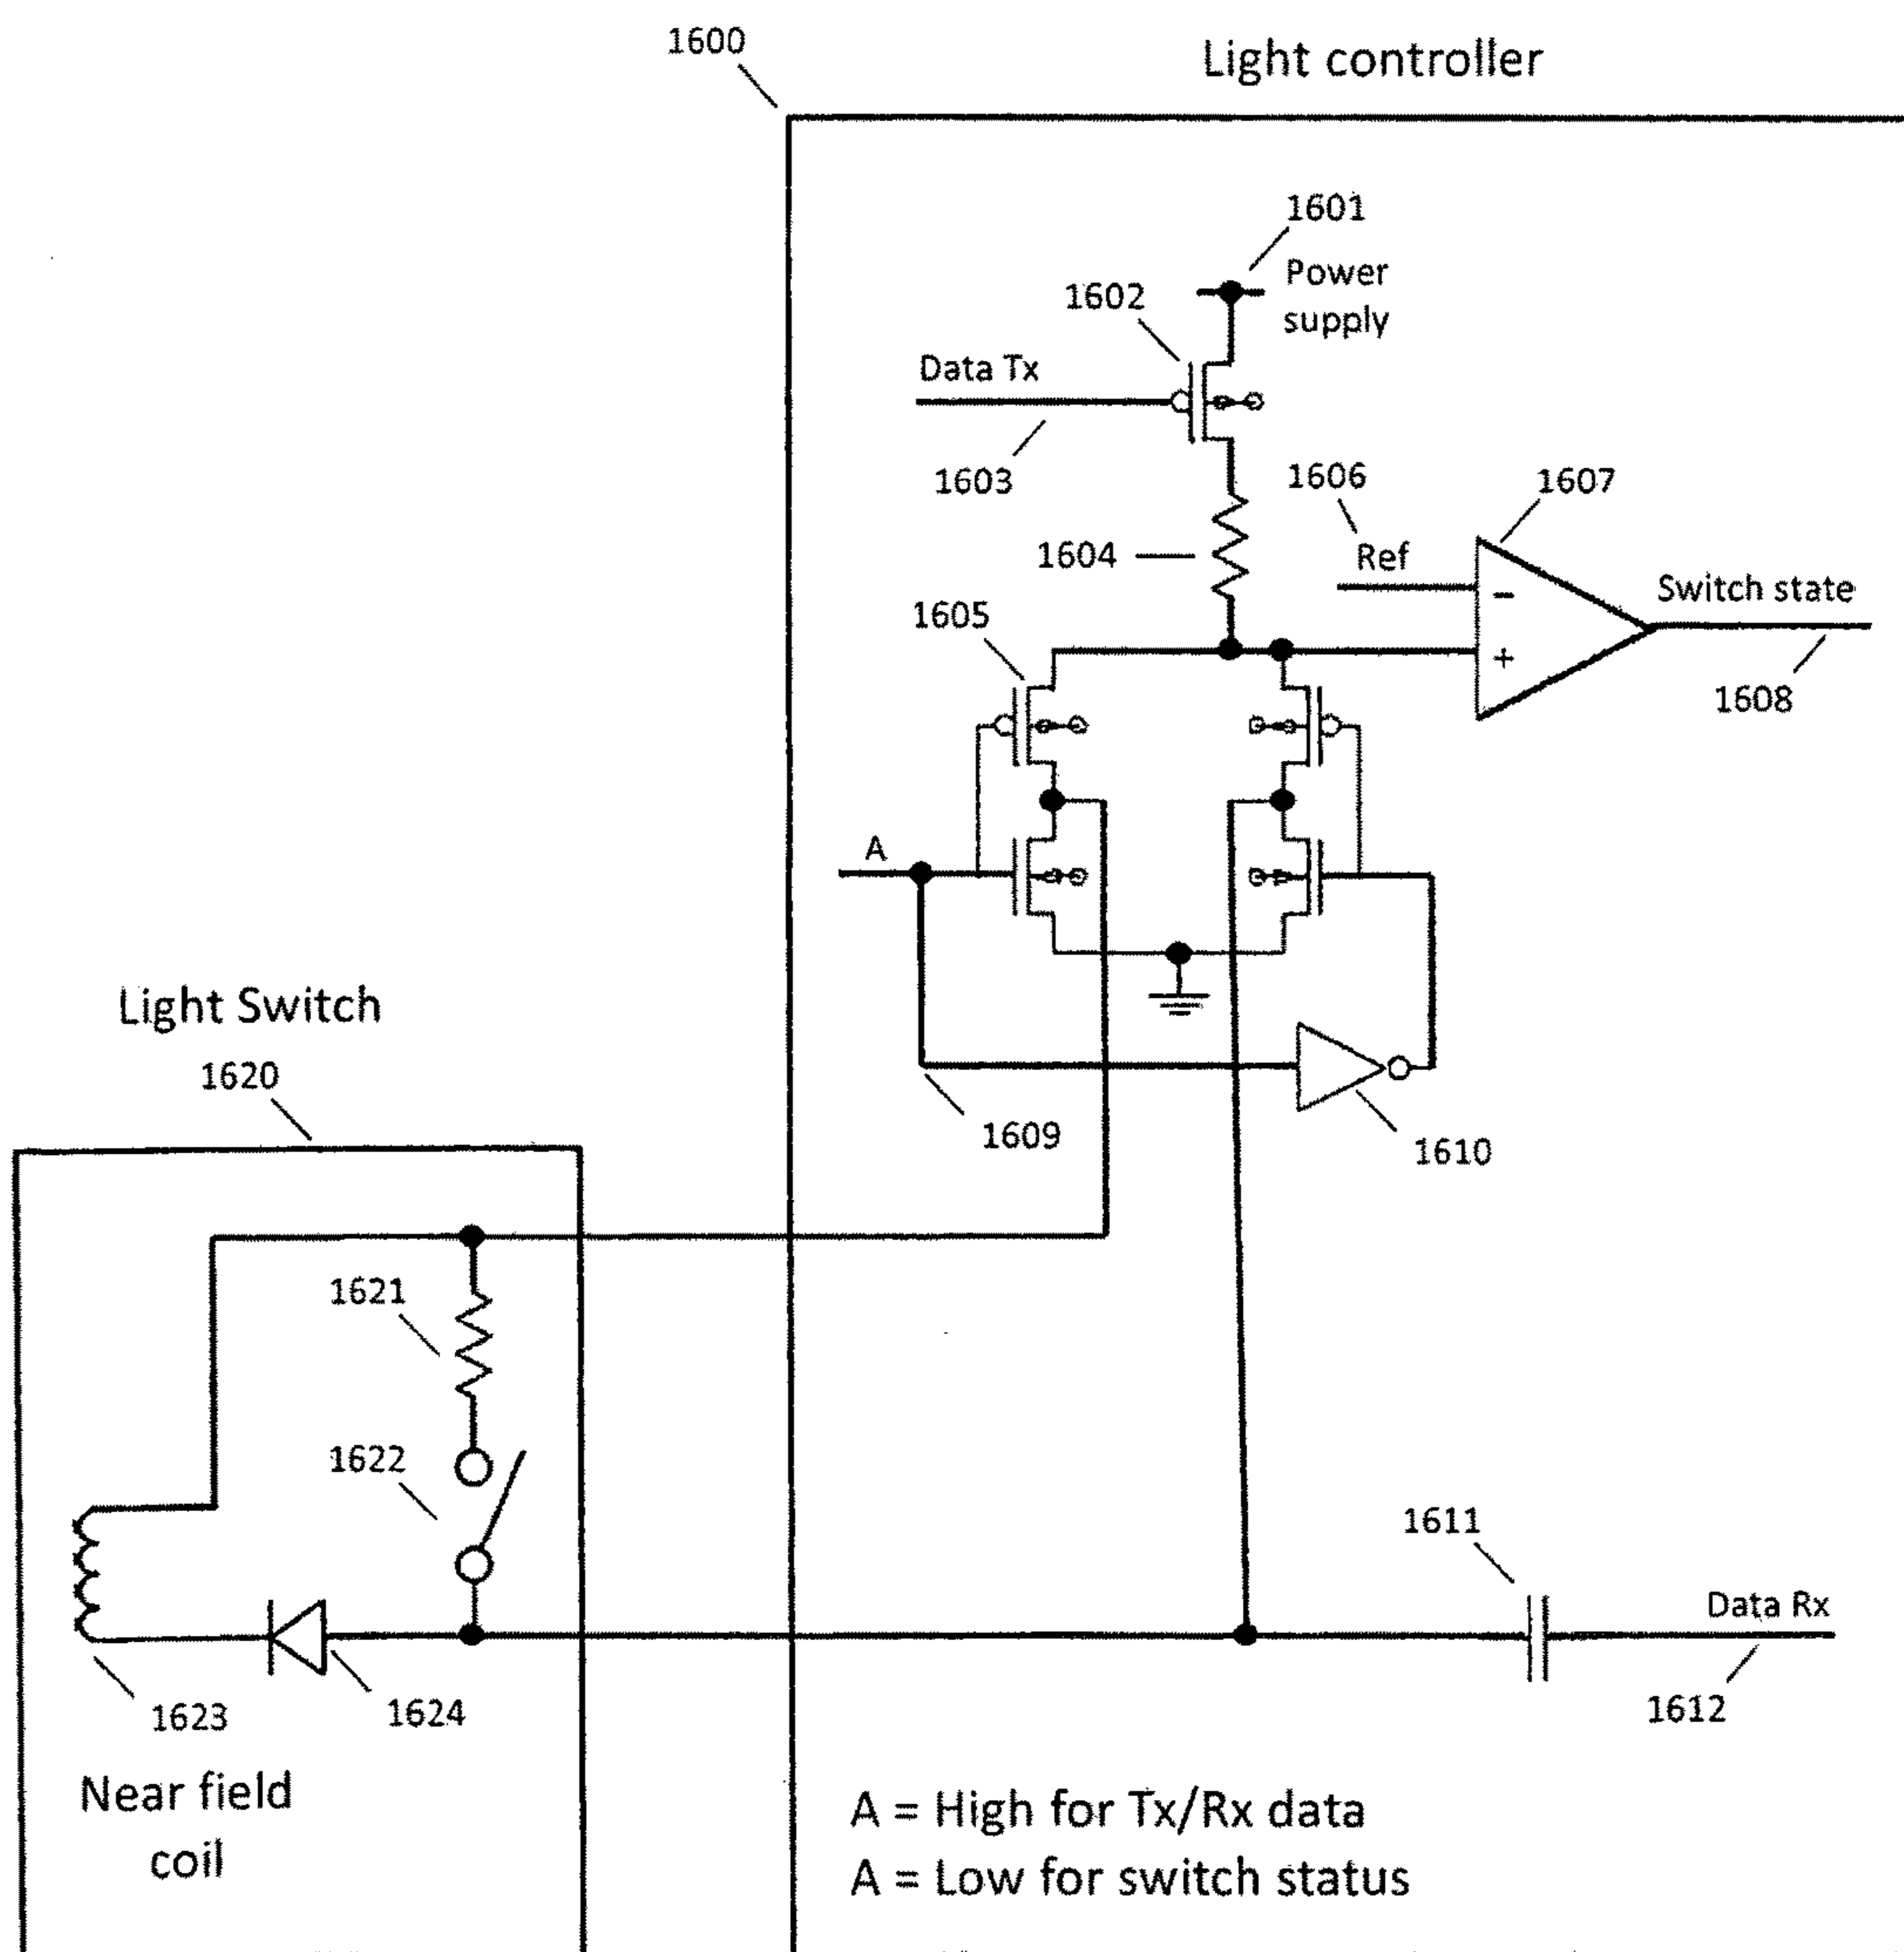 1600
Light controller
1601
Power
supply
1602
Data Tx
1603
1606
1607
1604
Ref
−
Switch state
1605
+
1608
A
Light Switch
1620
1609
1610
1621
1622
1611
Data Rx
1623
1624
1612
Near field
coil
A = High for Tx/Rx data
A = Low for switch status